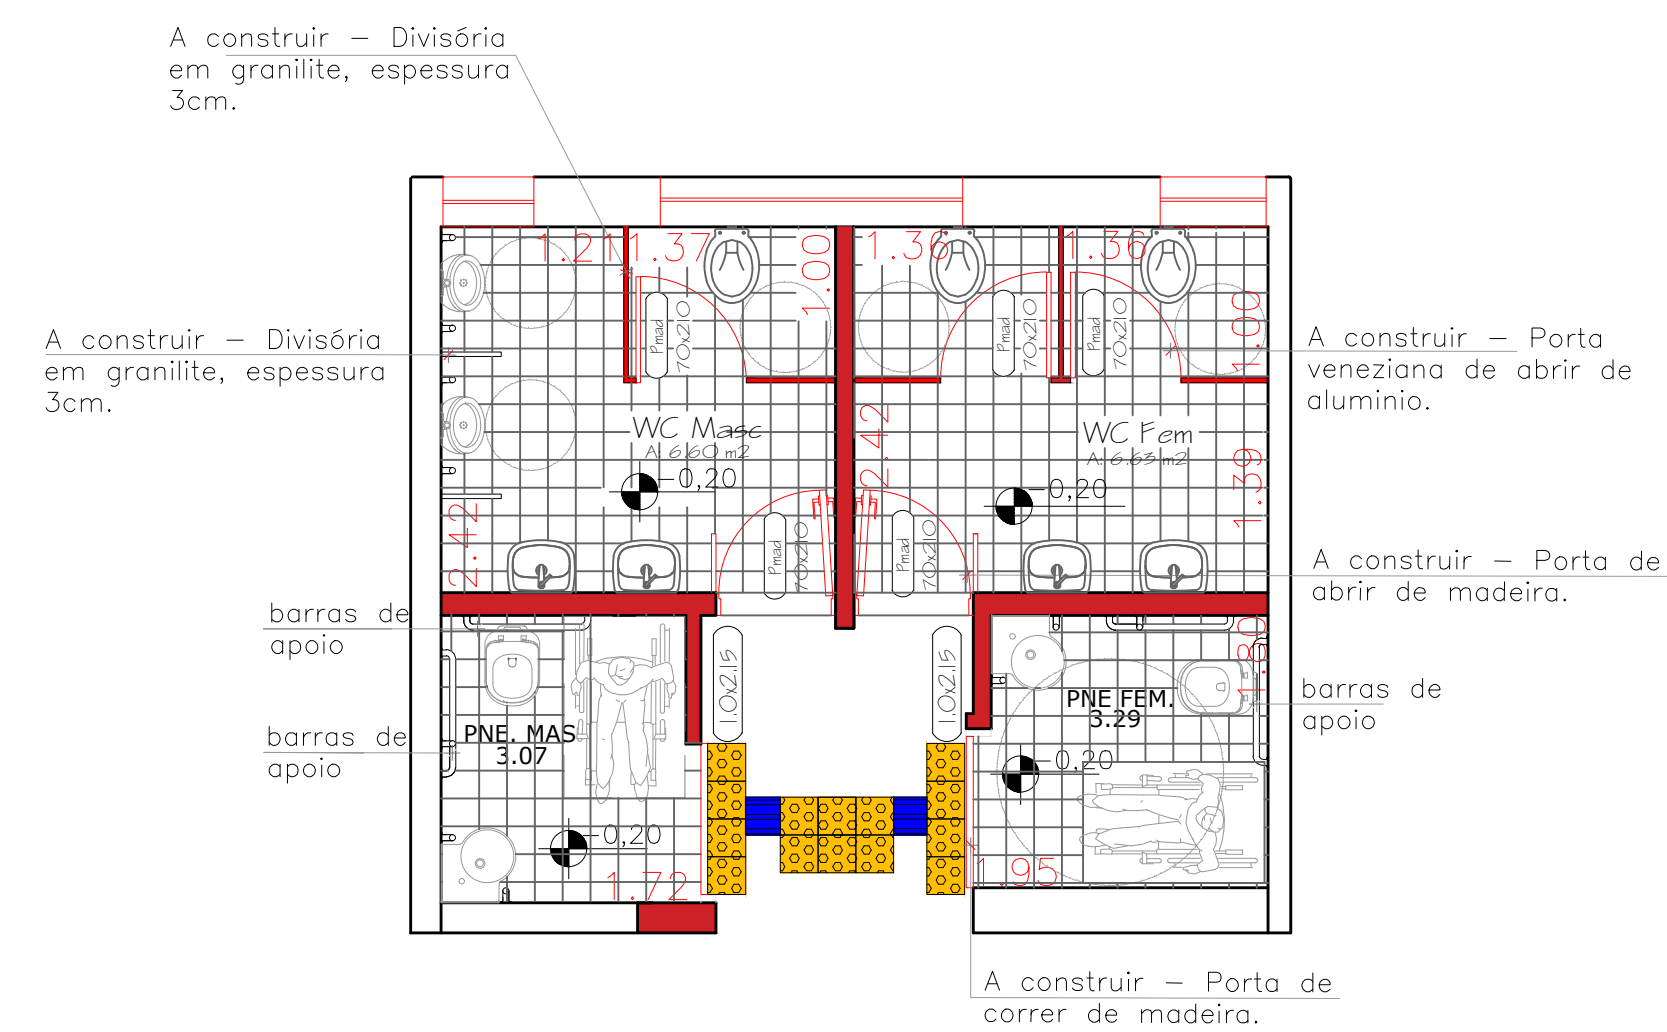 A construir – Divisória
em granilite, espessura
3cm.
1.21
1.37
1.00
1.36
1.36
1.00
Pmad
70x210
Pmad
70x210
Pmad
70x210
A construir – Divisória
em granilite, espessura
3cm.
A construir – Porta
veneziana de abrir de
aluminio.
WC Masc
A: 6.60 m2
-0,20
2.42
WC Fem
A: 6.63 m2
-0,20
1.39
2.42
Pmad
70x210
Pmad
70x210
A construir – Porta de
abrir de madeira.
barras de
apoio
1.0x2.15
1.0x2.15
1.80
PNE FEM.
3.29
barras de
apoio
barras de
apoio
PNE. MAS
3.07
-0,20
-0,20
1.72
1.95
A construir – Porta de
correr de madeira.